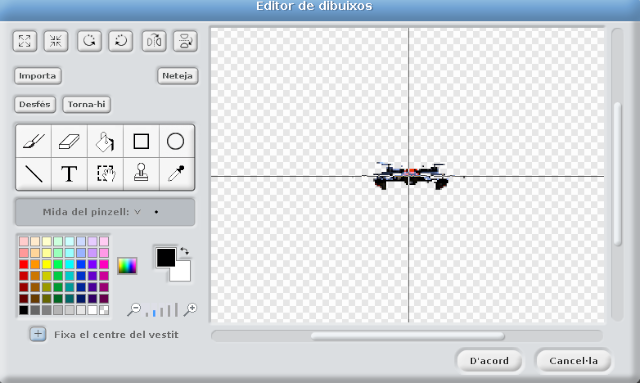 Editor de dibuixos
Importa
Neteja
Desfés
Torna-hi
T
Mida del pinzell:
Fixa el centre del vestit
D'acord
Cancel·la